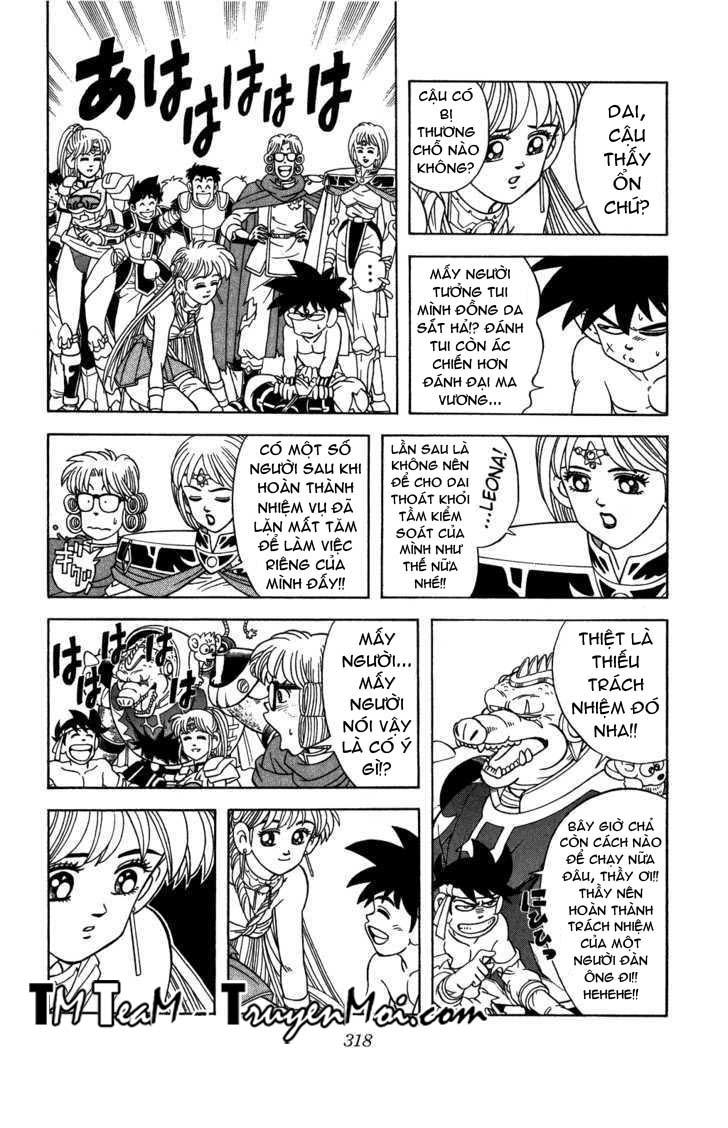 DAI,
CẬU
THẤY
ỔN
CHỨ?
CẬU CÓ
BỊ
THƯƠNG
CHỖ NÀO
KHÔNG?
あははははは
...
MẤY NGƯỜI
TƯỞNG TUI
MÌNH ĐỒNG DA
SẮT HẢ!? ĐÁNH
TUI CÒN ÁC
CHIẾN HƠN
ĐÁNH ĐẠI MA
VƯƠNG...
...LEONA!
LẦN SAU LÀ
KHÔNG NÊN
ĐỂ CHO DAI
THOÁT KHỎI
TẦM KIỂM
SOÁT CỦA
MÌNH NHƯ
THẾ NỮA
NHÉ!!
CÓ MỘT SỐ
NGƯỜI SAU KHI
HOÀN THÀNH
NHIỆM VỤ ĐÃ
LẶN MẤT TĂM
ĐỂ LÀM VIỆC
RIÊNG CỦA
MÌNH ĐẤY!!
THIỆT LÀ
THIẾU
TRÁCH
NHIỆM ĐÓ
NHA!!
BÂY GIỜ CHẢ
CÒN CÁCH NÀO
ĐỂ CHẠY NỮA
ĐÂU, THẦY ƠI!!
THẦY NÊN
HOÀN THÀNH
TRÁCH NHIỆM
CỦA MỘT
NGƯỜI ĐÀN
ÔNG ĐI!!
HEHEHE!!
MẤY
NGƯỜI...
MẤY
NGƯỜI
NÓI VẬY
LÀ CÓ Ý
GÌ!?
はははは
TM TEAM - TRUYENMOI.COM
318